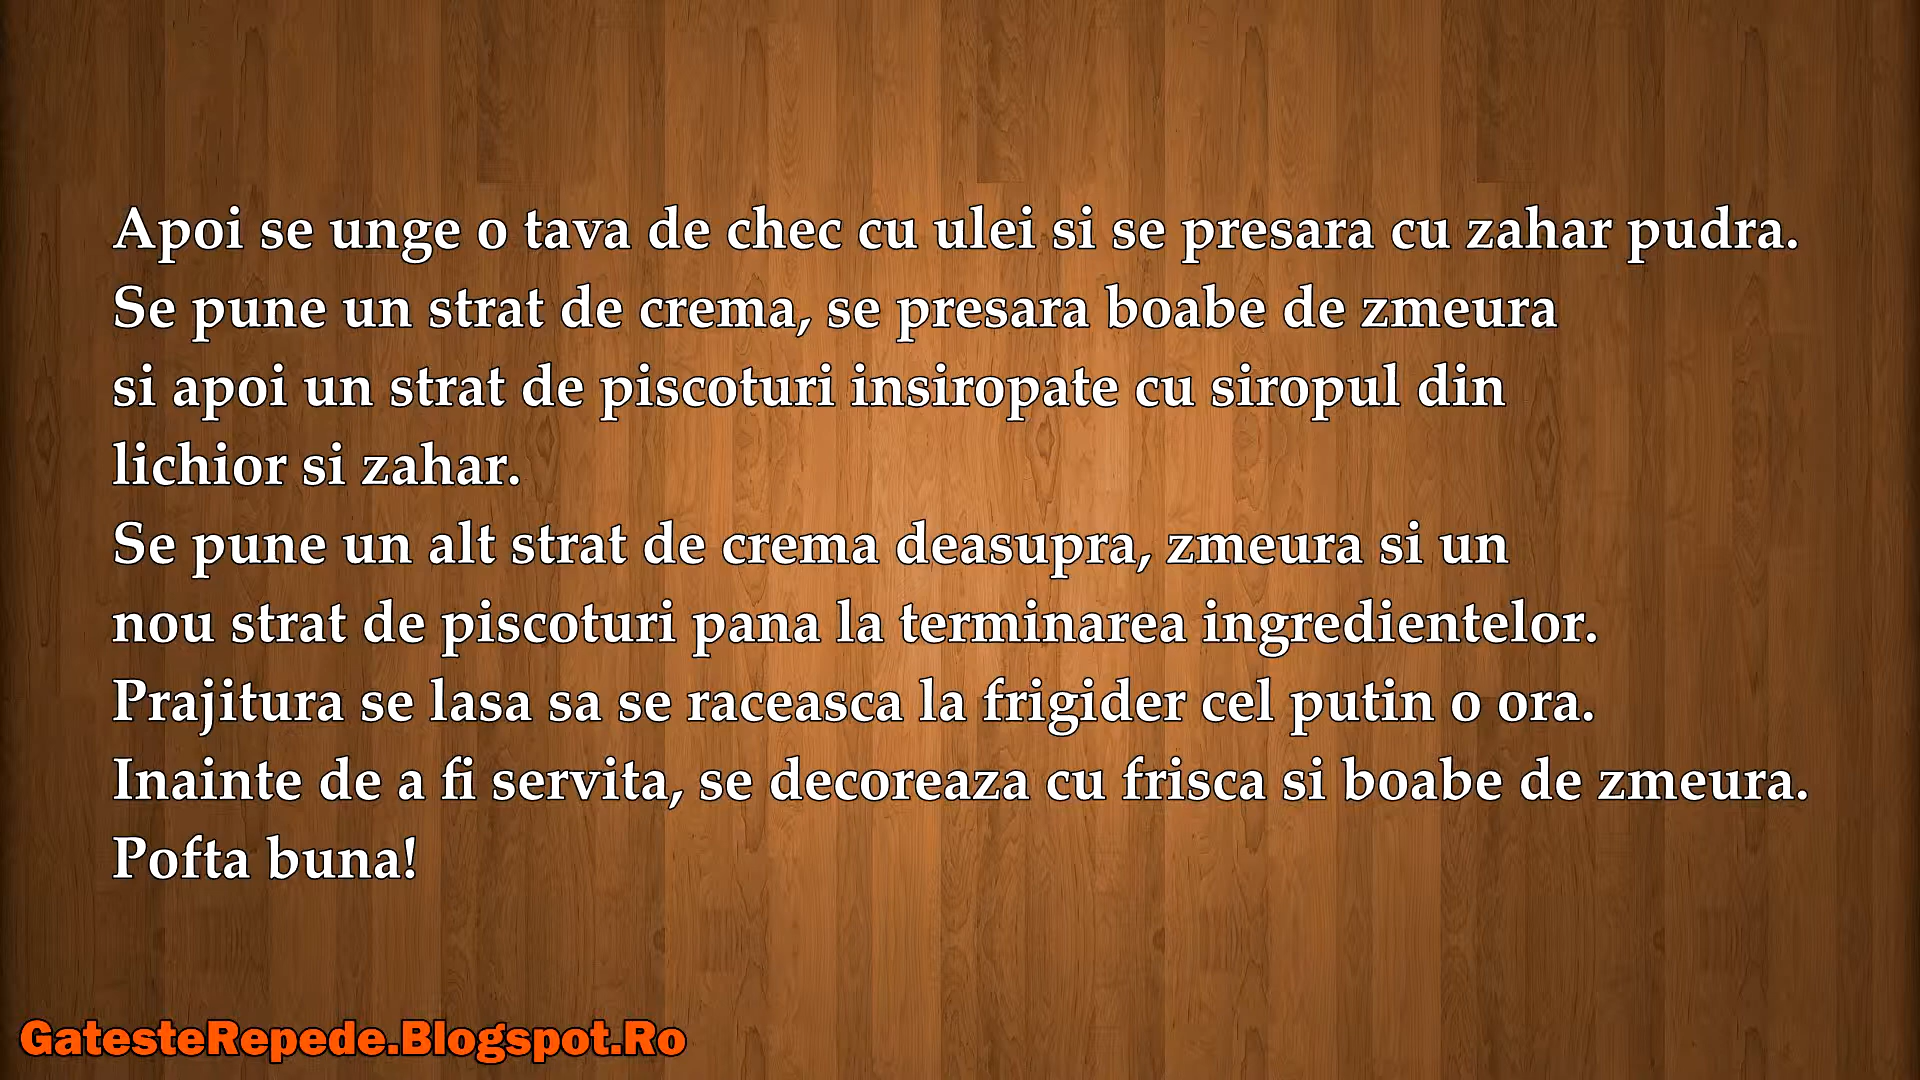 Apoi se unge o tava de chec cu ulei si se presara cu zahar pudra.
Se pune un strat de crema, se presara boabe de zmeura
si apoi un strat de piscoturi insiropate cu siropul din
lichior si zahar.
Se pune un alt strat de crema deasupra, zmeura si un
nou strat de piscoturi pana la terminarea ingredientelor.
Prajitura se lasa sa se raceasca la frigider cel putin o ora.
Inainte de a fi servita, se decoreaza cu frisca si boabe de zmeura.
Pofta buna!
GatesteRepede.Blogspot.Ro